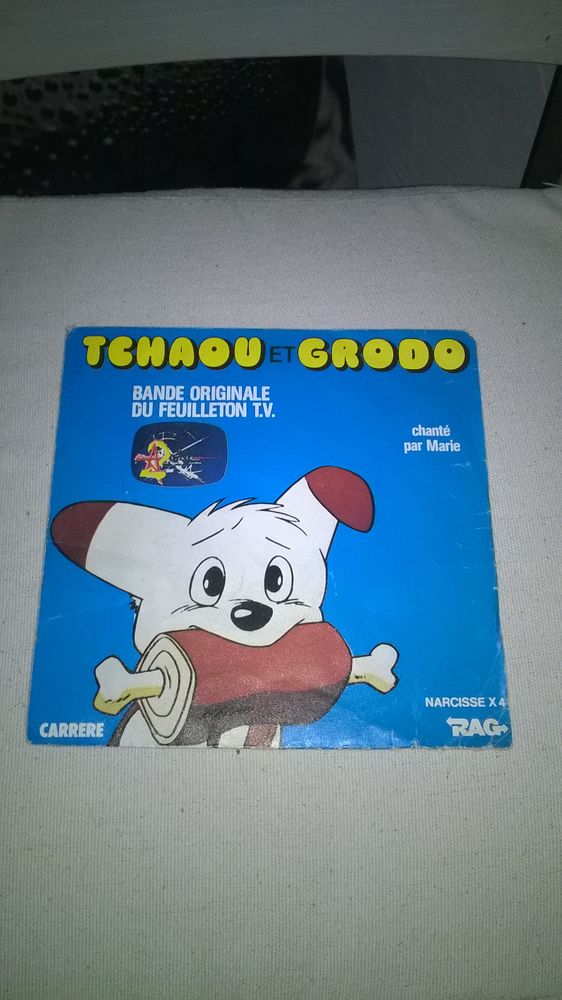 TCHAOU ET GRODO
BANDE ORIGINALE
DU FEUILLETON T.V.
chanté
par Marie
NARCISSE X 4
CARRERE
RAG